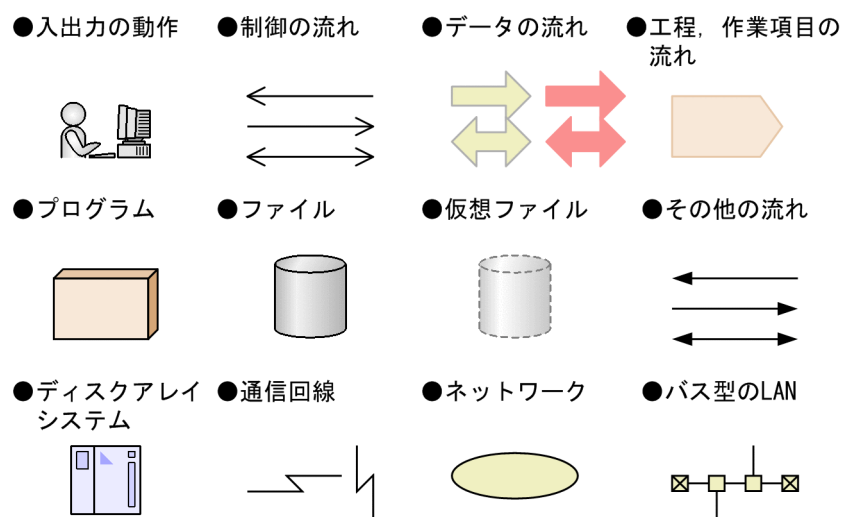 ●入出力の動作
●制御の流れ
●データの流れ
●工程，作業項目の
流れ
●プログラム
●ファイル
●仮想ファイル
●その他の流れ
●ディスクアレイ
システム
●通信回線
●ネットワーク
●バス型のLAN